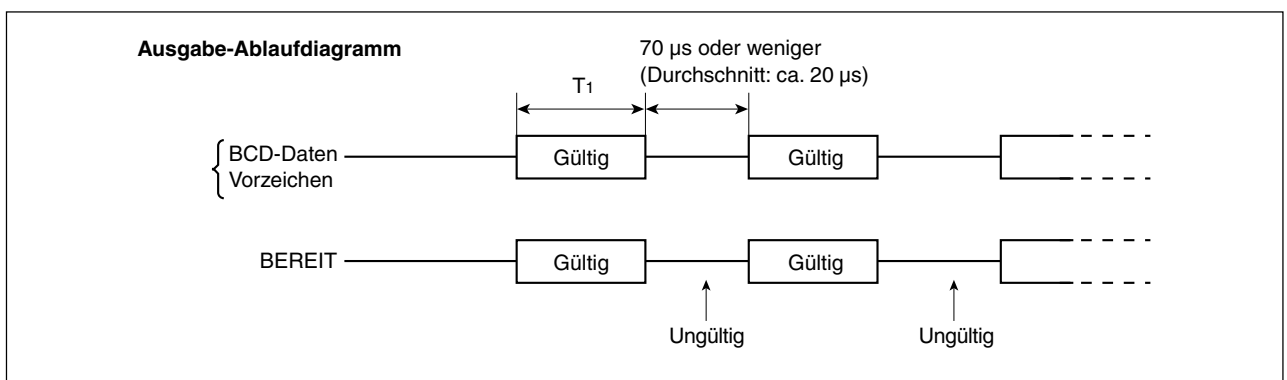 Ausgabe-Ablaufdiagramm
70 µs oder weniger
(Durchschnitt: ca. 20 µs)
T1
BCD-Daten
Vorzeichen
Gültig
Gültig
BEREIT
Gültig
Gültig
Ungültig
Ungültig